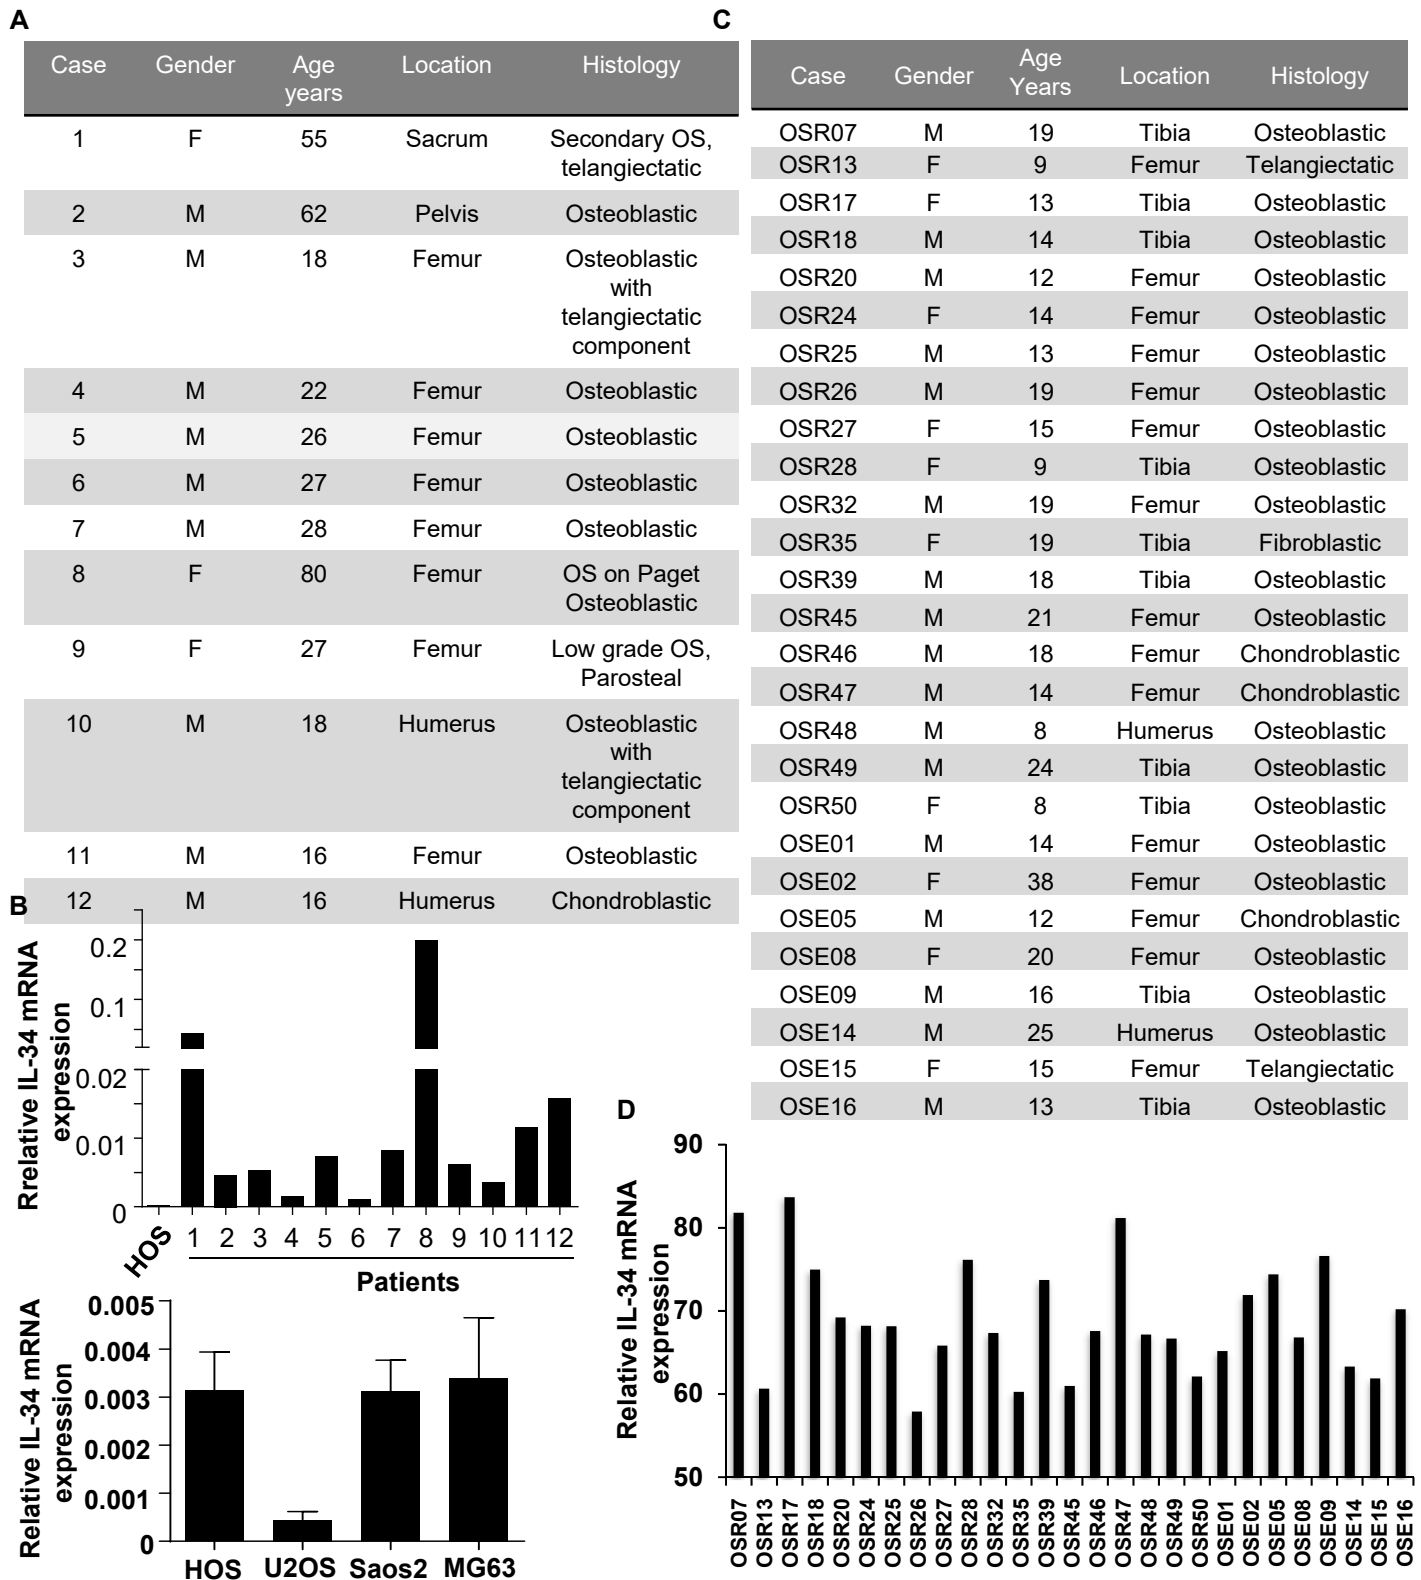 A
Case Gender Age Location Histology
years
1 F 55 Sacrum Secondary OS,
telangiectatic
2 M 62 Pelvis Osteoblastic
3 M 18 Femur Osteoblastic
with
telangiectatic
component
4 M 22 Femur Osteoblastic
5 M 26 Femur Osteoblastic
6 M 27 Femur Osteoblastic
7 M 28 Femur Osteoblastic
8 F 80 Femur OS on Paget
Osteoblastic
9 F 27 Femur Low grade OS,
Parosteal
10 M 18 Humerus Osteoblastic
with
telangiectatic
component
11 M 16 Femur Osteoblastic
12 M 16 Humerus Chondroblastic
B
Rrelative IL-34 mRNA
expression
0.2
0.1
0.02
0.01
0
HOS 1 2 3 4 5 6 7 8 9 10 11 12
Patients
Relative IL-34 mRNA
expression
0.005
0.004
0.003
0.002
0.001
0
HOS U2OS Saos2 MG63
C
Case Gender Age Location Histology
Years
OSR07 M 19 Tibia Osteoblastic
OSR13 F 9 Femur Telangiectatic
OSR17 F 13 Tibia Osteoblastic
OSR18 M 14 Tibia Osteoblastic
OSR20 M 12 Femur Osteoblastic
OSR24 F 14 Femur Osteoblastic
OSR25 M 13 Femur Osteoblastic
OSR26 M 19 Femur Osteoblastic
OSR27 F 15 Femur Osteoblastic
OSR28 F 9 Tibia Osteoblastic
OSR32 M 19 Femur Osteoblastic
OSR35 F 19 Tibia Fibroblastic
OSR39 M 18 Tibia Osteoblastic
OSR45 M 21 Femur Osteoblastic
OSR46 M 18 Femur Chondroblastic
OSR47 M 14 Femur Chondroblastic
OSR48 M 8 Humerus Osteoblastic
OSR49 M 24 Tibia Osteoblastic
OSR50 F 8 Tibia Osteoblastic
OSE01 M 14 Femur Osteoblastic
OSE02 F 38 Femur Osteoblastic
OSE05 M 12 Femur Chondroblastic
OSE08 F 20 Femur Osteoblastic
OSE09 M 16 Tibia Osteoblastic
OSE14 M 25 Humerus Osteoblastic
OSE15 F 15 Femur Telangiectatic
OSE16 M 13 Tibia Osteoblastic
D
Relative IL-34 mRNA
expression
90
80
70
60
50
OSR07 OSR13 OSR17 OSR18 OSR20 OSR24 OSR25 OSR26 OSR27 OSR28 OSR32 OSR35 OSR39 OSR45 OSR46 OSR47 OSR48 OSR49 OSR50 OSE01 OSE02 OSE05 OSE08 OSE09 OSE14 OSE15 OSE16